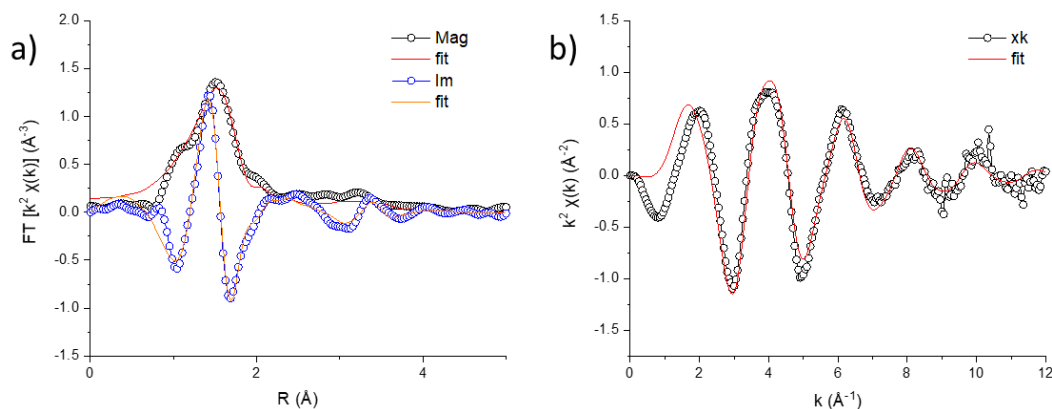 a)
2.0
1.5
1.0
0.5
0.0
-0.5
-1.0
-1.5
FT [k² χ(k)] (Å⁻³)
0
2
4
R (Å)
Mag
fit
Im
fit
b)
1.5
1.0
0.5
0.0
-0.5
-1.0
-1.5
k² χ(k) (Å⁻²)
0
2
4
6
8
10
12
k (Å⁻¹)
xk
fit